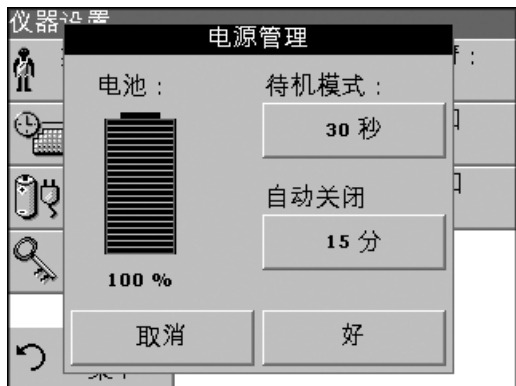 仪器设置
电源管理
电池：
待机模式：
30 秒
自动关闭
15 分
100 %
取消
好